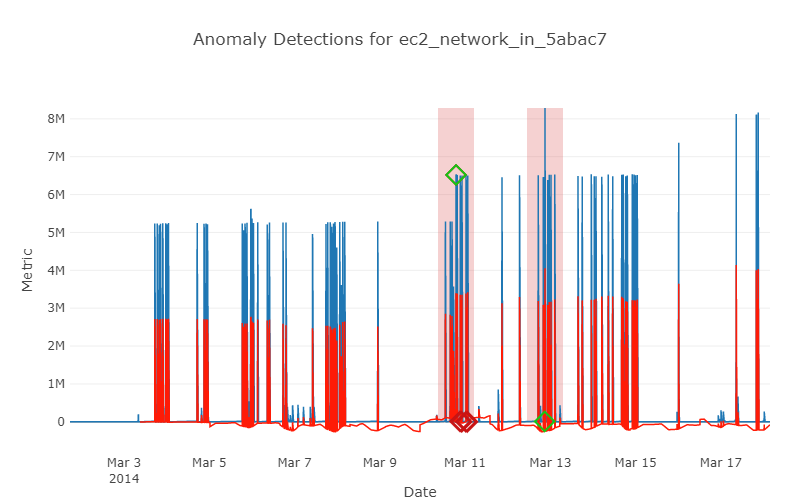 Anomaly Detections for ec2_network_in_5abac7
8M
7M
6M
5M
4M
3M
2M
1M
0
Metric
Mar 3
2014
Mar 5
Mar 7
Mar 9
Mar 11
Mar 13
Mar 15
Mar 17
Date